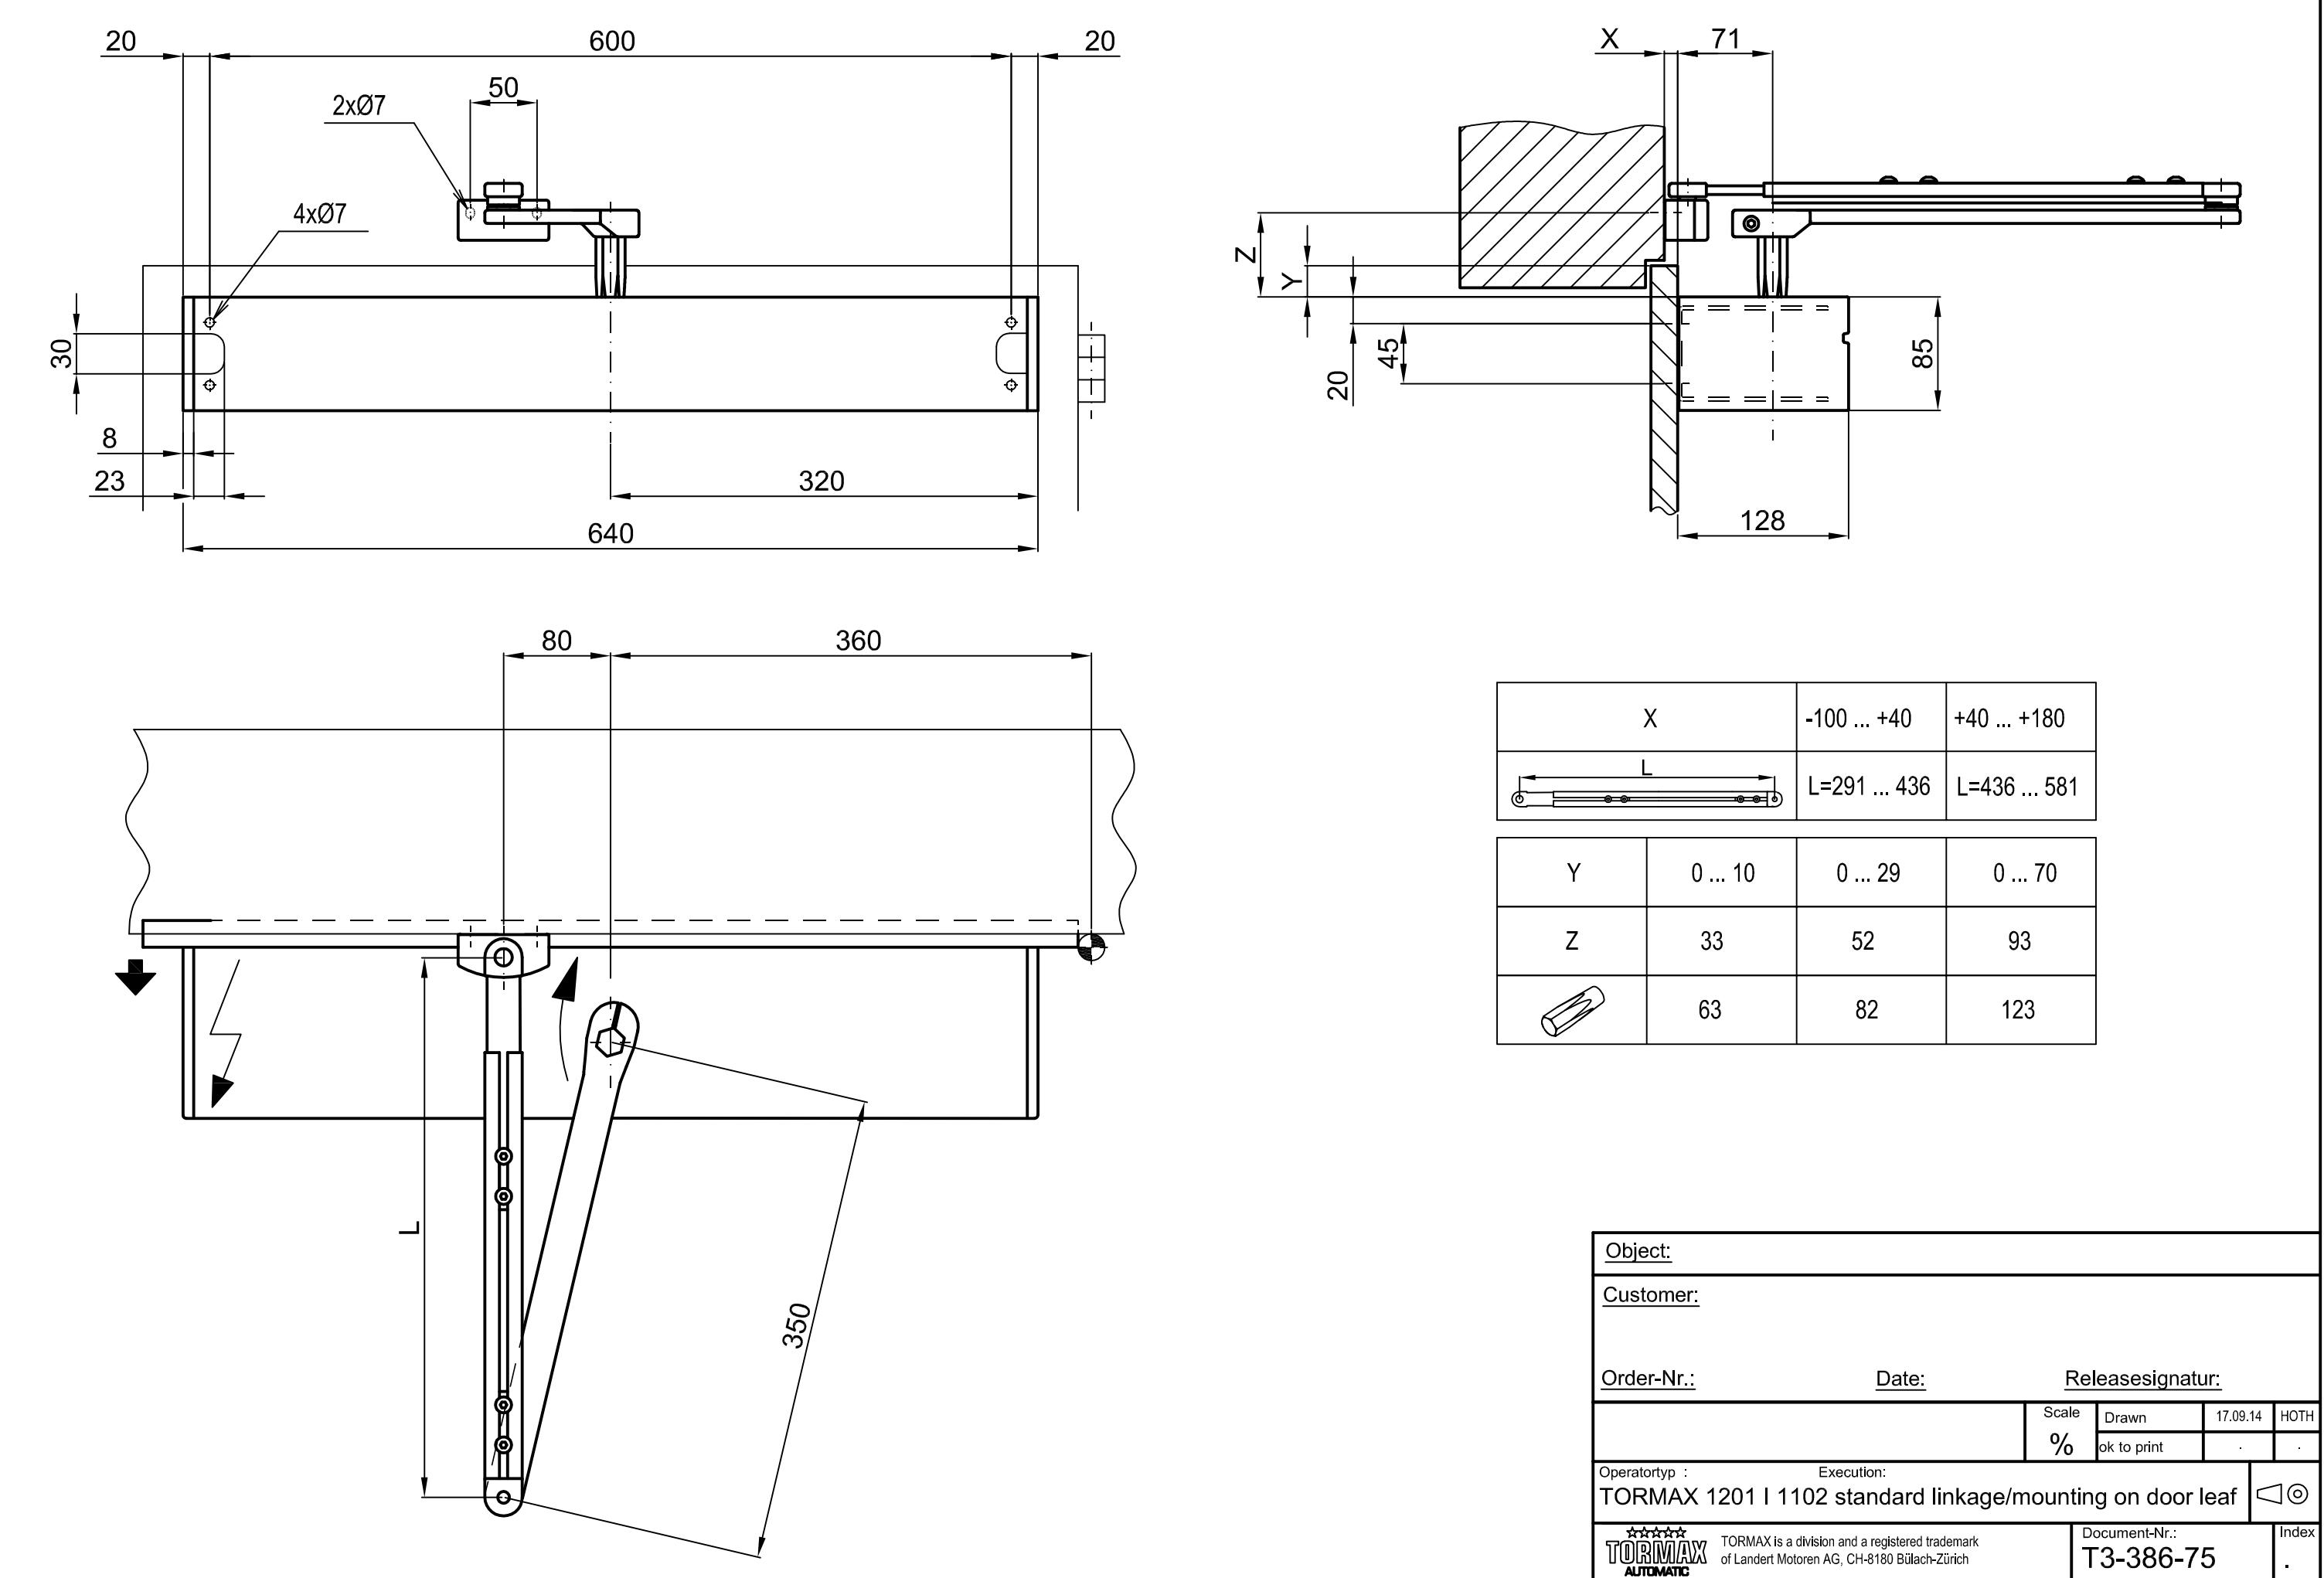 20 600 20
50
2xØ7
4xØ7
30
8
23
320
640
X 71
Z
Y
20
45
85
128
80 360
L
350
X -100 ... +40 +40 ... +180
L L=291 ... 436 L=436 ... 581
Y 0 ... 10 0 ... 29 0 ... 70
Z 33 52 93
63 82 123
Object:
Customer:
Order-Nr.: Date: Releasesignatur:
Scale Drawn 17.09.14 HOTH
% ok to print . .
Operatortyp : Execution:
TORMAX 1201 I 1102 standard linkage/mounting on door leaf
TORMAX
AUTOMATIC
TORMAX is a division and a registered trademark
of Landert Motoren AG, CH-8180 Bülach-Zürich
Document-Nr.: Index
T3-386-75 .